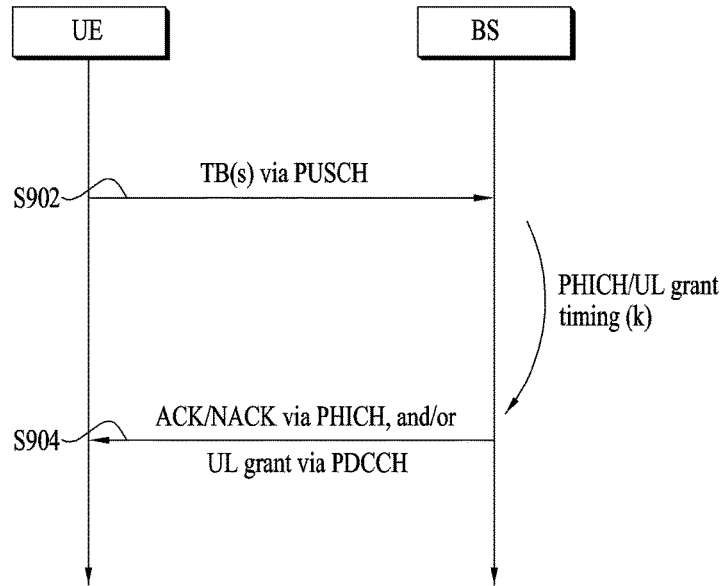 UE
BS
TB(s) via PUSCH
S902
PHICH/UL grant
timing (k)
ACK/NACK via PHICH, and/or
S904
UL grant via PDCCH